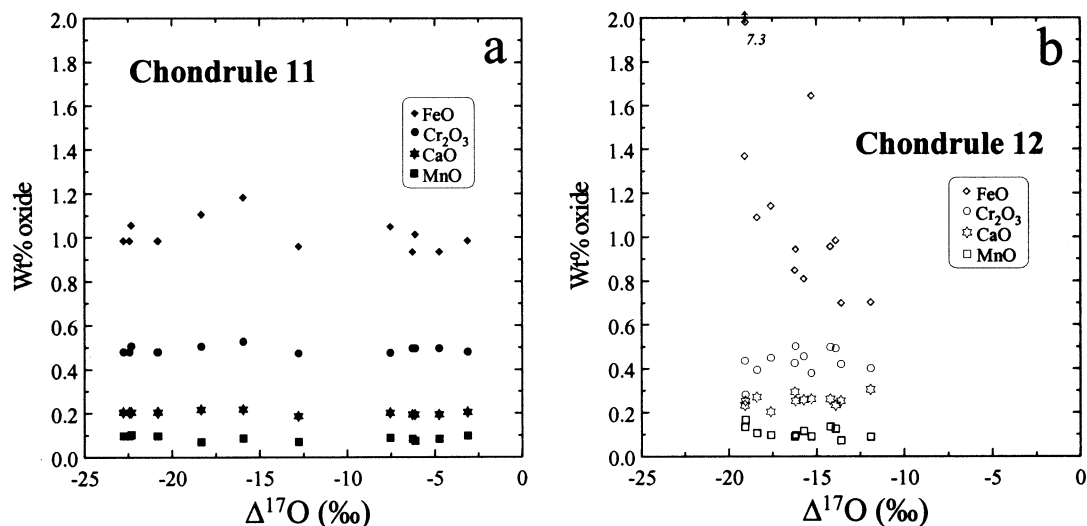 a
Chondrule 11
FeO
Cr₂O₃
CaO
MnO
Wt% oxide
2.0
1.8
1.6
1.4
1.2
1.0
0.8
0.6
0.4
0.2
0.0
-25
-20
-15
-10
-5
0
Δ¹⁷O (‰)
b
7.3
Chondrule 12
FeO
Cr₂O₃
CaO
MnO
Wt% oxide
2.0
1.8
1.6
1.4
1.2
1.0
0.8
0.6
0.4
0.2
0.0
-25
-20
-15
-10
-5
0
Δ¹⁷O (‰)